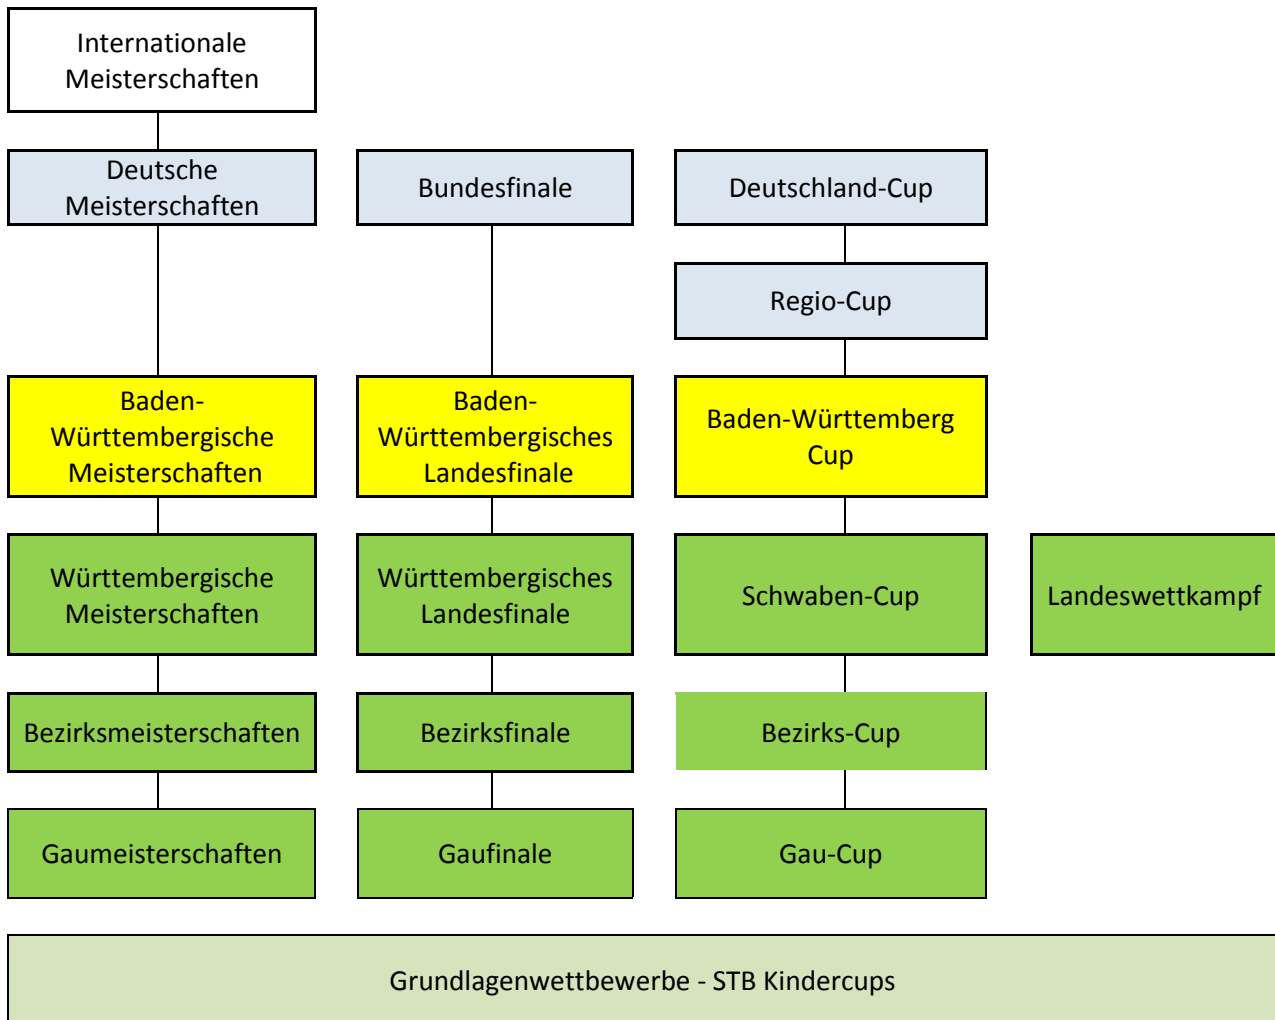 Internationale
Meisterschaften
Deutsche
Meisterschaften
Bundesfinale
Deutschland-Cup
Regio-Cup
Baden-
Württembergische
Meisterschaften
Baden-
Württembergisches
Landesfinale
Baden-Württemberg
Cup
Württembergische
Meisterschaften
Württembergisches
Landesfinale
Schwaben-Cup
Landeswettkampf
Bezirksmeisterschaften
Bezirksfinale
Bezirks-Cup
Gaumeisterschaften
Gaufinale
Gau-Cup
Grundlagenwettbewerbe - STB Kindercups